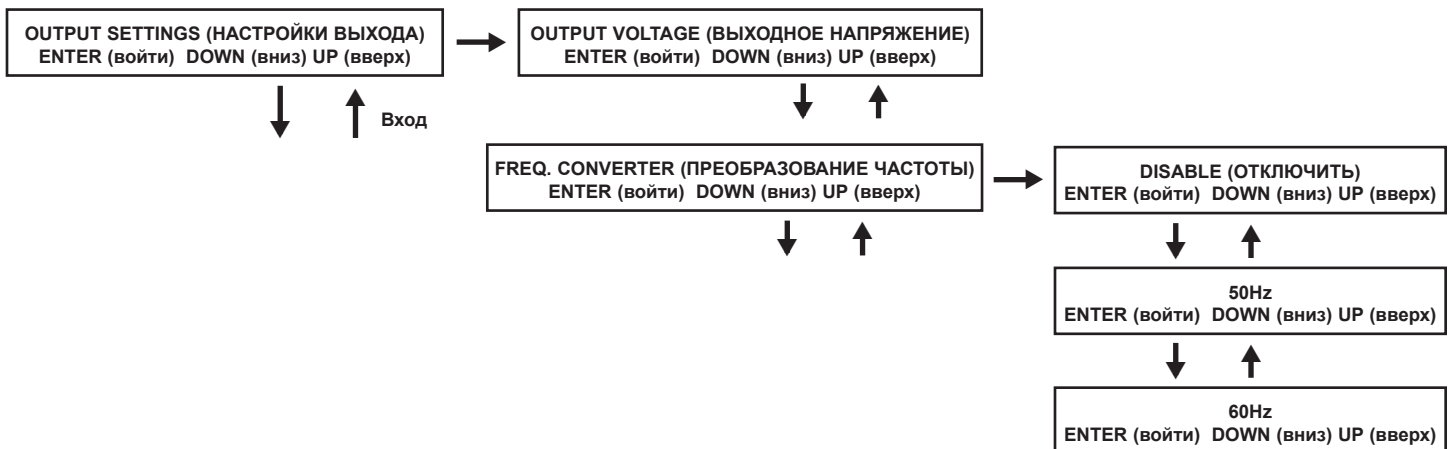 OUTPUT SETTINGS (НАСТРОЙКИ ВЫХОДА)
ENTER (войти) DOWN (вниз) UP (вверх)
OUTPUT VOLTAGE (ВЫХОДНОЕ НАПРЯЖЕНИЕ)
ENTER (войти) DOWN (вниз) UP (вверх)
Вход
FREQ. CONVERTER (ПРЕОБРАЗОВАНИЕ ЧАСТОТЫ)
ENTER (войти) DOWN (вниз) UP (вверх)
DISABLE (ОТКЛЮЧИТЬ)
ENTER (войти) DOWN (вниз) UP (вверх)
50Hz
ENTER (войти) DOWN (вниз) UP (вверх)
60Hz
ENTER (войти) DOWN (вниз) UP (вверх)